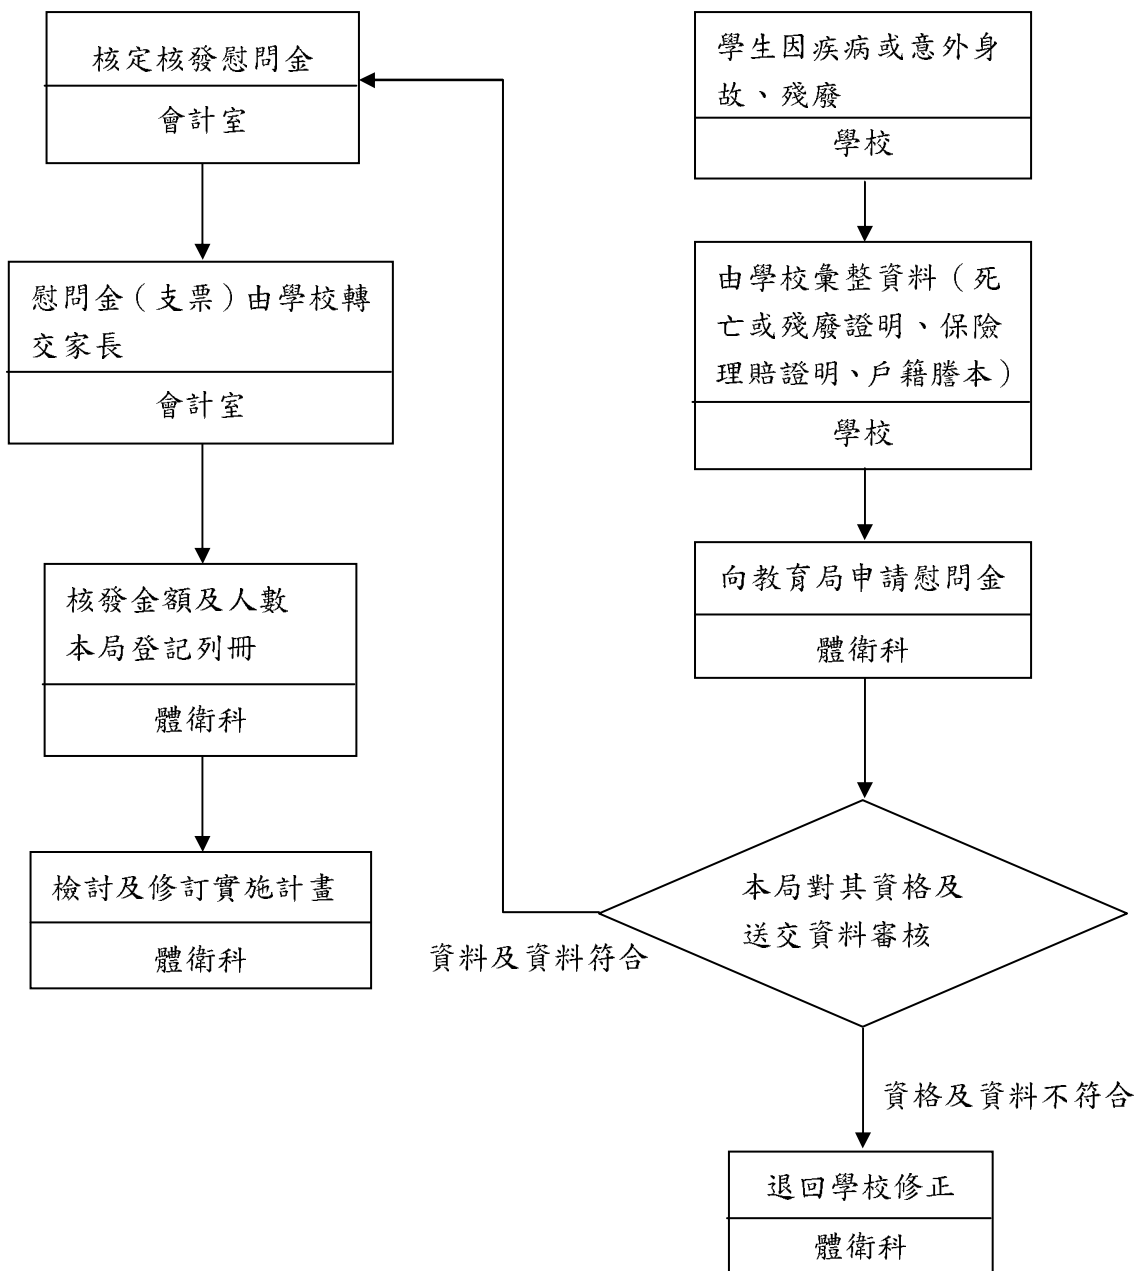 學生因疾病或意外身
故、殘廢
學校
由學校彙整資料（死
亡或殘廢證明、保險
理賠證明、戶籍謄本）
學校
向教育局申請慰問金
體衛科
本局對其資格及
送交資料審核
資料及資料符合
資格及資料不符合
退回學校修正
體衛科
核定核發慰問金
會計室
慰問金（支票）由學校轉
交家長
會計室
核發金額及人數
本局登記列冊
體衛科
檢討及修訂實施計畫
體衛科